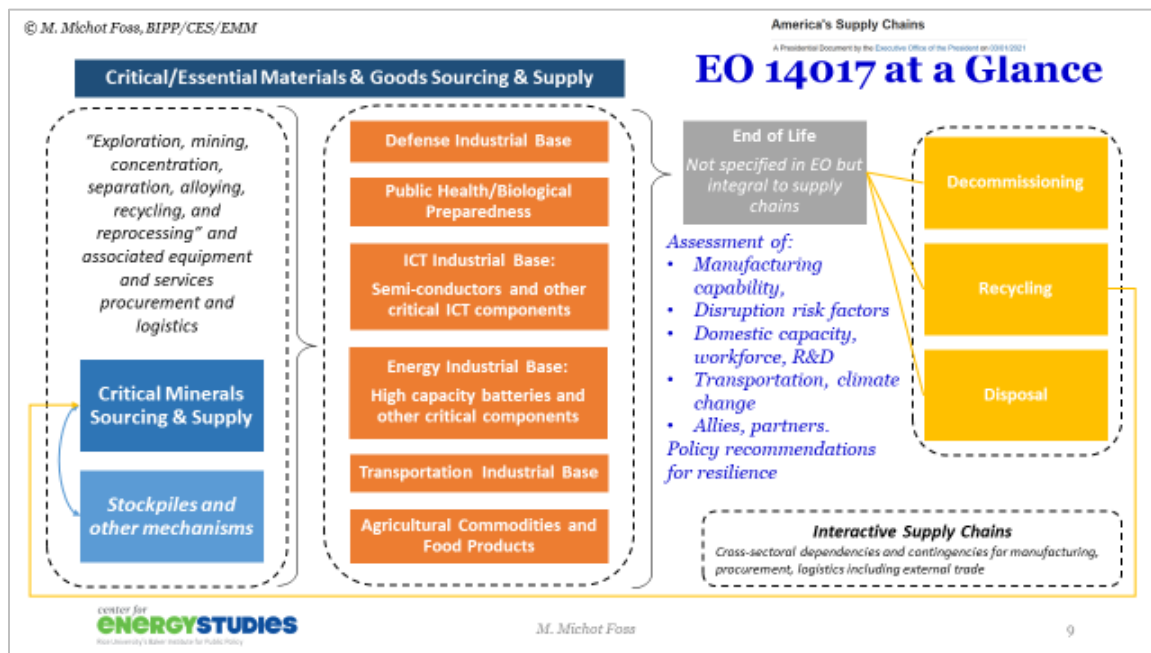 © M. Michot Foss, BIPP/CES/EMM
America's Supply Chains
A Presidential Document by the Executive Office of the President on 03/01/2021
EO 14017 at a Glance
Critical/Essential Materials & Goods Sourcing & Supply
“Exploration, mining,
concentration,
separation, alloying,
recycling, and
reprocessing” and
associated equipment
and services
procurement and
logistics
Critical Minerals
Sourcing & Supply
Stockpiles and
other mechanisms
Defense Industrial Base
Public Health/Biological
Preparedness
ICT Industrial Base:
Semi-conductors and other
critical ICT components
Energy Industrial Base:
High capacity batteries and
other critical components
Transportation Industrial Base
Agricultural Commodities and
Food Products
End of Life
Not specified in EO but
integral to supply
chains
Assessment of:
• Manufacturing
capability,
• Disruption risk factors
• Domestic capacity,
workforce, R&D
• Transportation, climate
change
• Allies, partners.
Policy recommendations
for resilience
Decommissioning
Recycling
Disposal
Interactive Supply Chains
Cross-sectoral dependencies and contingencies for manufacturing,
procurement, logistics including external trade
center for
ENERGYSTUDIES
Rice University's Baker Institute for Public Policy
M. Michot Foss
9